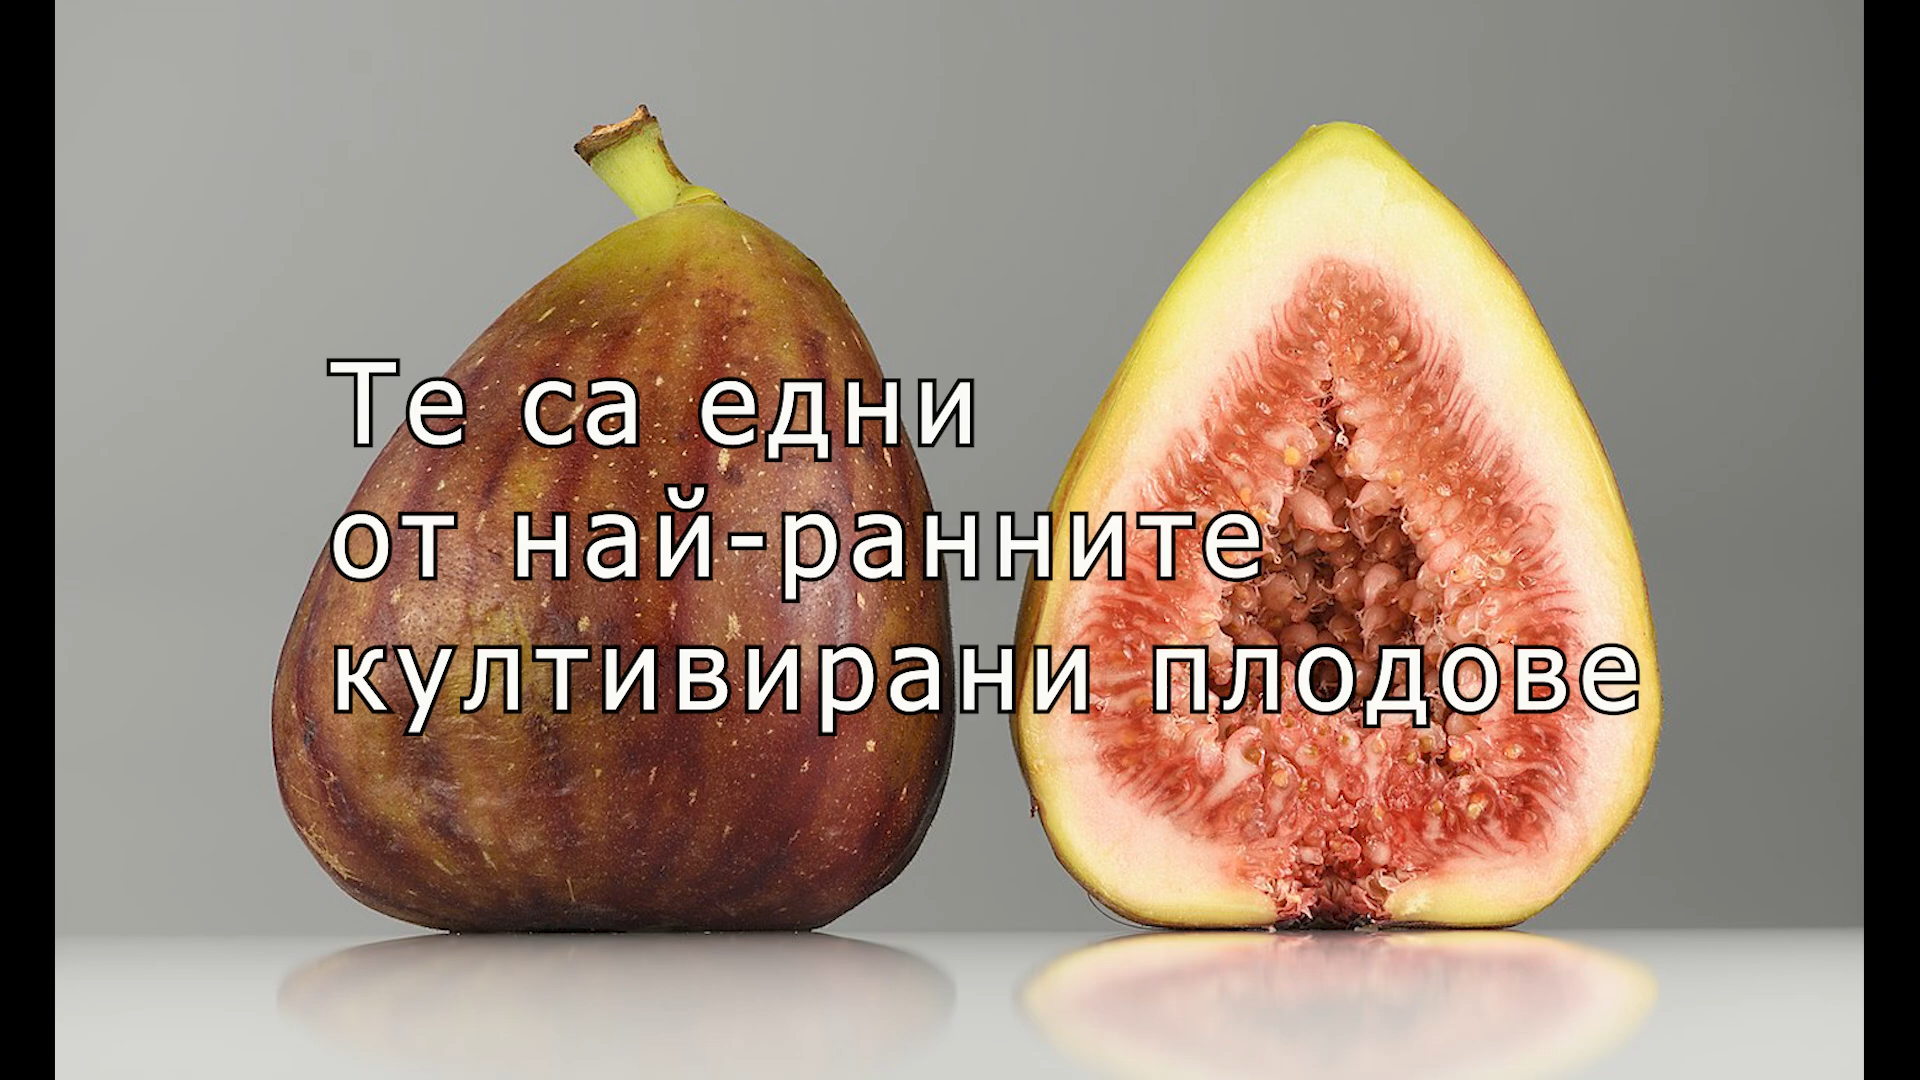 Те са едни
от най-ранните
култивирани плодове